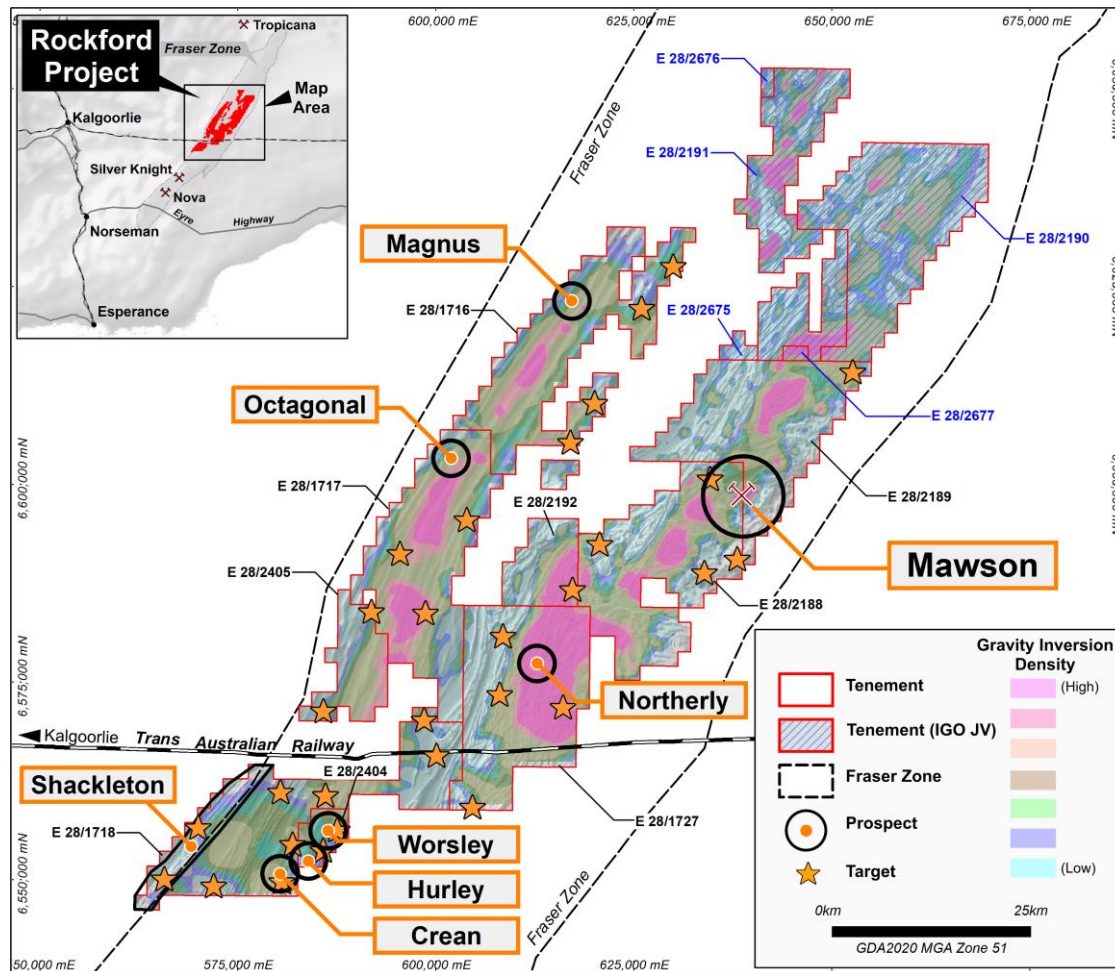 50,000 mE
600,000 mE
625,000 mE
650,000 mE
675,000 mE
Tropicana
Fraser Zone
Rockford
Project
Map
Area
Kalgoorlie
Silver Knight
Nova
Eyre
Highway
Norseman
Esperance
E 28/2676
Fraser Zone
E 28/2191
E 28/2190
Magnus
E 28/1716
E 28/2675
Octagonal
E 28/2677
6,600,000 mN
E 28/1717
E 28/2192
E 28/2189
E 28/2405
Mawson
E 28/2188
Northerly
6,575,000 mN
Kalgoorlie
Trans Australian Railway
E 28/2404
Shackleton
E 28/1718
E 28/1727
Worsley
Hurley
Crean
6,550,000 mN
Fraser Zone
Gravity Inversion
Density
Tenement
(High)
Tenement (IGO JV)
Fraser Zone
Prospect
Target
(Low)
0km
25km
GDA2020 MGA Zone 51
50,000 mE
575,000 mE
600,000 mE
625,000 mE